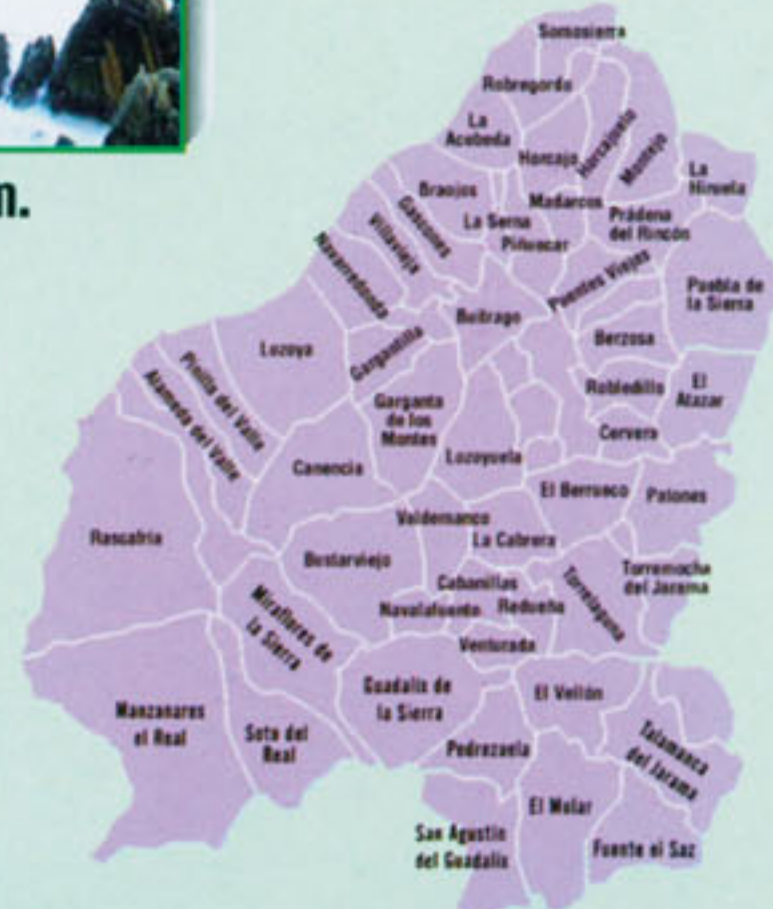 m.
Somosierra
Robregordo
La
Acebeda
Horcajo
Horcajuelo
Montejo
La
Hiruela
Braojos
Gascones
Villavieja
Navarredonda
La Serna
Madarcos
Piñuecar
Prádena
del Rincón
Puentes Viejas
Puebla de
la Sierra
Buitrago
Berzosa
Lozoya
Gargantilla
Pinilla del Valle
Alameda del Valle
Garganta
de los
Montes
Robledillo
El
Atazar
Cervera
Canencia
Lozoyuela
El Berrueco
Patones
Rascafría
Valdemanco
La Cabrera
Bustarviejo
Cabanillas
Navalafuente
Redueña
Torrelaguna
Torremocha
del Jarama
Miraflores de
la Sierra
Venturada
Guadalix de
la Sierra
El Vellón
Manzanares
el Real
Soto del
Real
Pedrezuela
Talamanca
del Jarama
El Molar
San Agustín
del Guadalix
Fuente el Saz